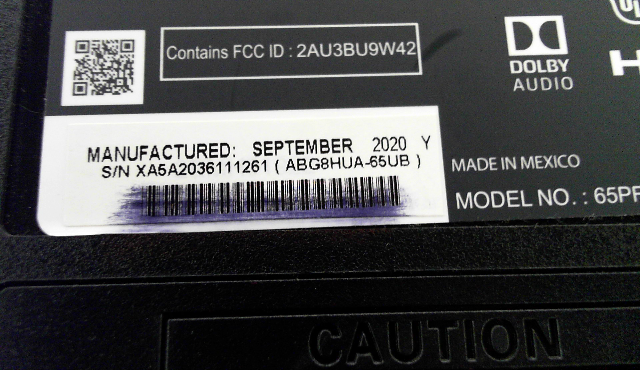 Contains FCC ID : 2AU3BU9W42
DOLBY
AUDIO
MANUFACTURED: SEPTEMBER 2020 Y
S/N XA5A2036111261 ( ABG8HUA-65UB )
MADE IN MEXICO
MODEL NO. : 65PF
CAUTION